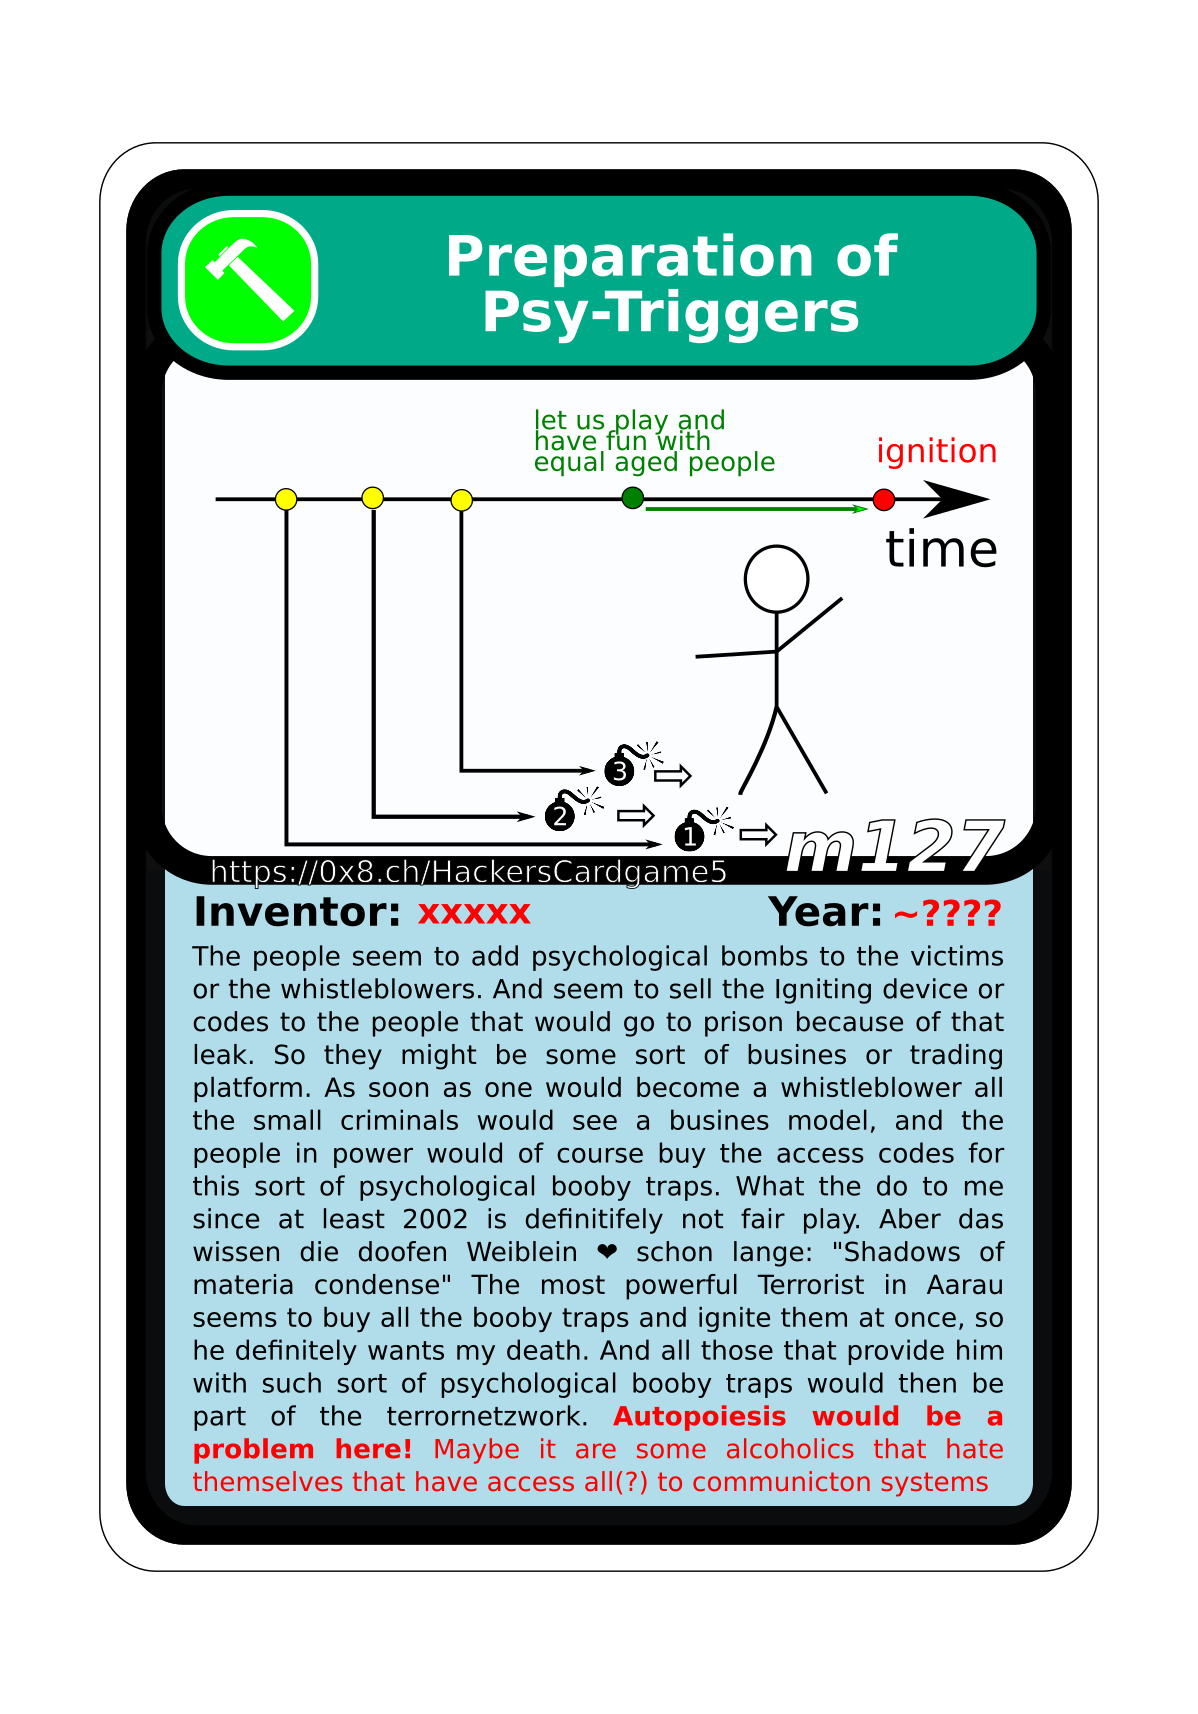 Preparation of
Psy-Triggers
let us play and
have fun with
equal aged people
ignition
time
3
2
1
m127
https://0x8.ch/HackersCardgame5
Inventor: xxxxx
Year: ~????
The people seem to add psychological bombs to the victims
or the whistleblowers. And seem to sell the Igniting device or
codes to the people that would go to prison because of that
leak. So they might be some sort of busines or trading
platform. As soon as one would become a whistleblower all
the small criminals would see a busines model, and the
people in power would of course buy the access codes for
this sort of psychological booby traps. What the do to me
since at least 2002 is definitifely not fair play. Aber das
wissen die doofen Weiblein ❤ schon lange: "Shadows of
materia condense" The most powerful Terrorist in Aarau
seems to buy all the booby traps and ignite them at once, so
he definitely wants my death. And all those that provide him
with such sort of psychological booby traps would then be
part of the terrornetzwork. Autopoiesis would be a
problem here! Maybe it are some alcoholics that hate
themselves that have access all(?) to communicton systems